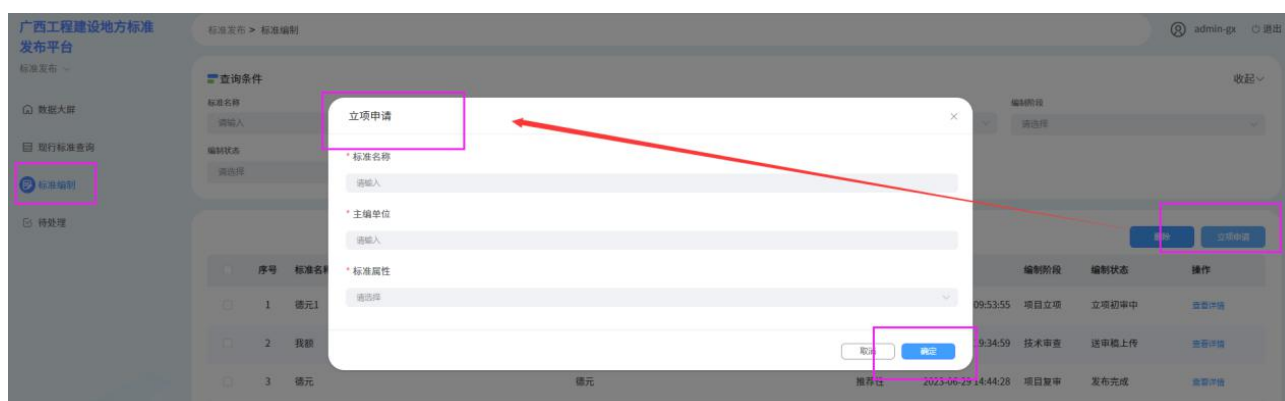 广西工程建设地方标准
发布平台
标准发布
标准发布 > 标准编制
admin-gx 退出
数据大屏
现行标准查询
标准编制
待处理
查询条件
收起
标准名称
请输入
编制阶段
请选择
编制状态
请选择
立项申请
* 标准名称
请输入
* 主编单位
请输入
* 标准属性
请选择
取消 确定
删除 立项申请
序号 标准名称 编制阶段 编制状态 操作
1 德元1 09:53:55 项目立项 立项初审中 查看详情
2 我额 9:34:59 技术审查 送审稿上传 查看详情
3 德元 德元 推荐性 2023-06-29 14:44:28 项目复审 发布完成 查看详情